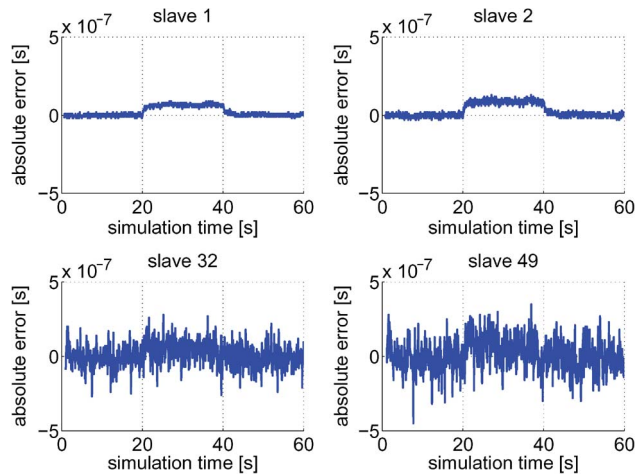 slave 1
x 10⁻⁷
5
0
−5
absolute error [s]
0 20 40 60
simulation time [s]
slave 2
x 10⁻⁷
5
0
−5
absolute error [s]
0 20 40 60
simulation time [s]
slave 32
x 10⁻⁷
5
0
−5
absolute error [s]
0 20 40 60
simulation time [s]
slave 49
x 10⁻⁷
5
0
−5
absolute error [s]
0 20 40 60
simulation time [s]